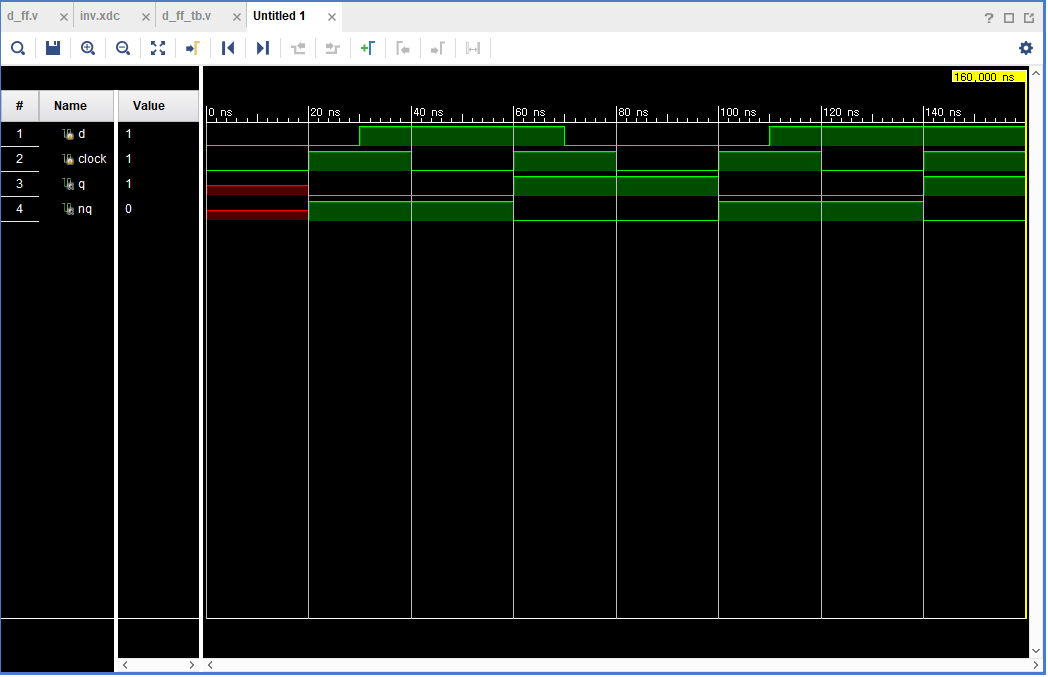 d_ff.v inv.xdc d_ff_tb.v Untitled 1
160,000 ns
# Name Value
0 ns 20 ns 40 ns 60 ns 80 ns 100 ns 120 ns 140 ns
1 d 1
2 clock 1
3 q 1
4 nq 0